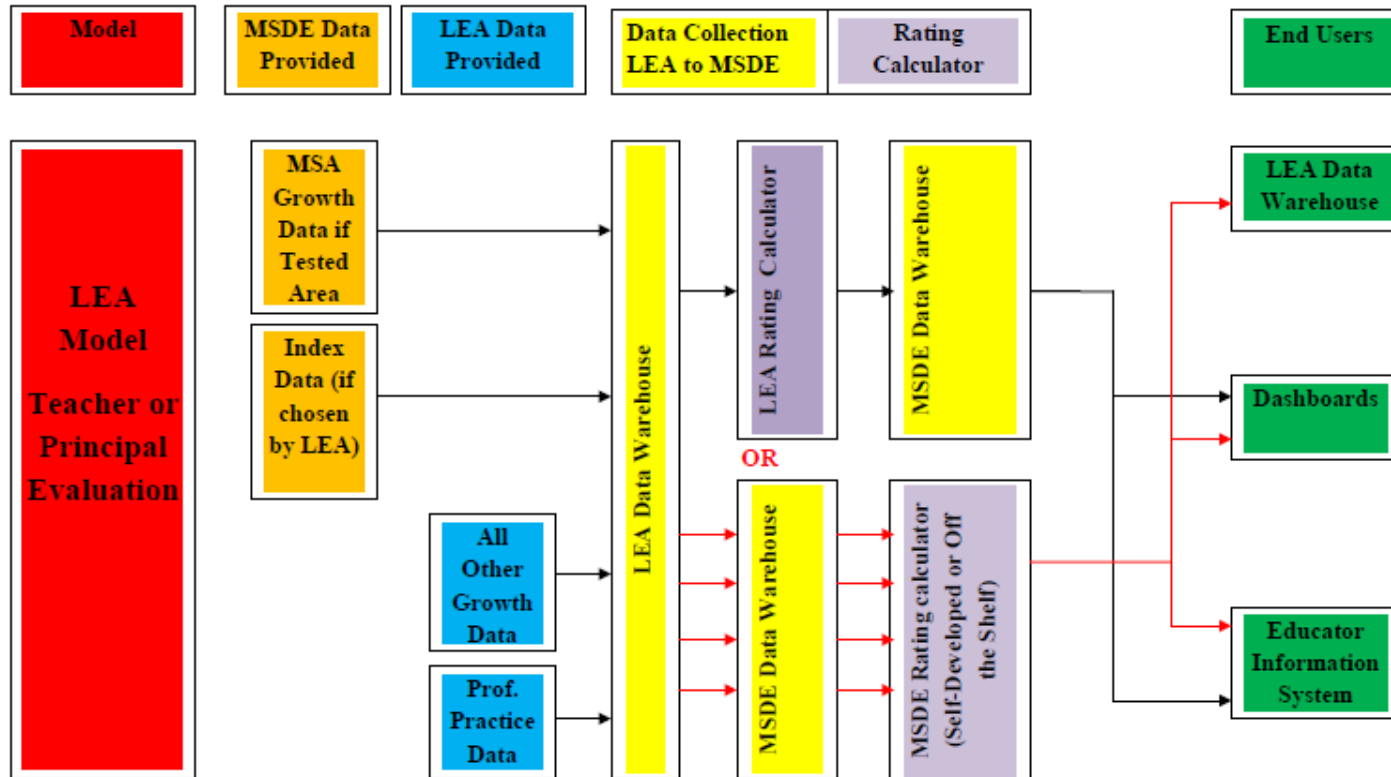 Model
MSDE Data
Provided
LEA Data
Provided
Data Collection
LEA to MSDE
Rating
Calculator
End Users
LEA
Model
Teacher or
Principal
Evaluation
MSA
Growth
Data if
Tested
Area
Index
Data (if
chosen
by LEA)
All
Other
Growth
Data
Prof.
Practice
Data
LEA Data Warehouse
LEA Rating Calculator
MSDE Data Warehouse
OR
MSDE Data Warehouse
MSDE Rating calculator
(Self-Developed or Off
the Shelf)
LEA Data
Warehouse
Dashboards
Educator
Information
System